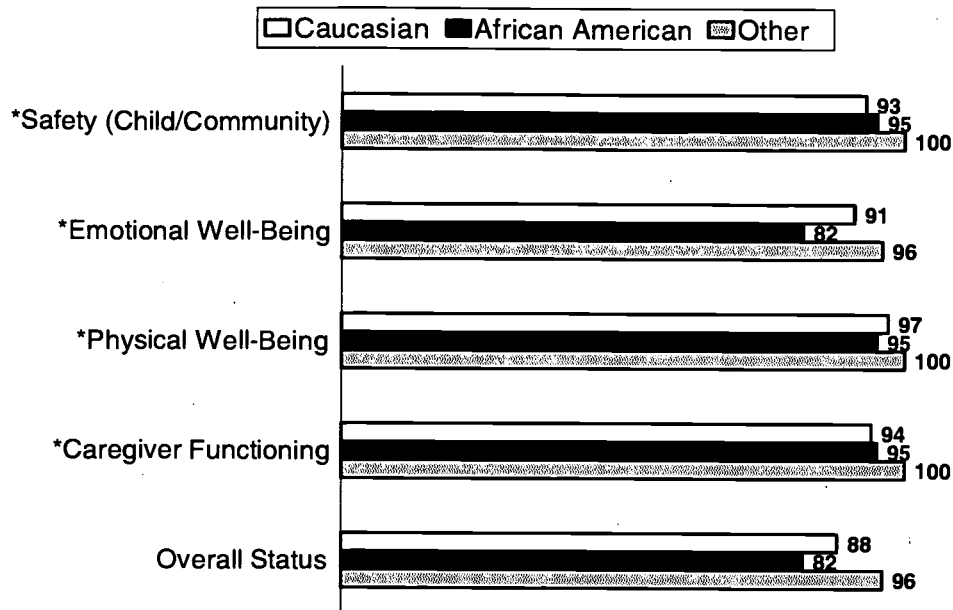 Caucasian African American Other
*Safety (Child/Community)
93
95
100
*Emotional Well-Being
91
82
96
*Physical Well-Being
97
95
100
*Caregiver Functioning
94
95
100
Overall Status
88
82
96